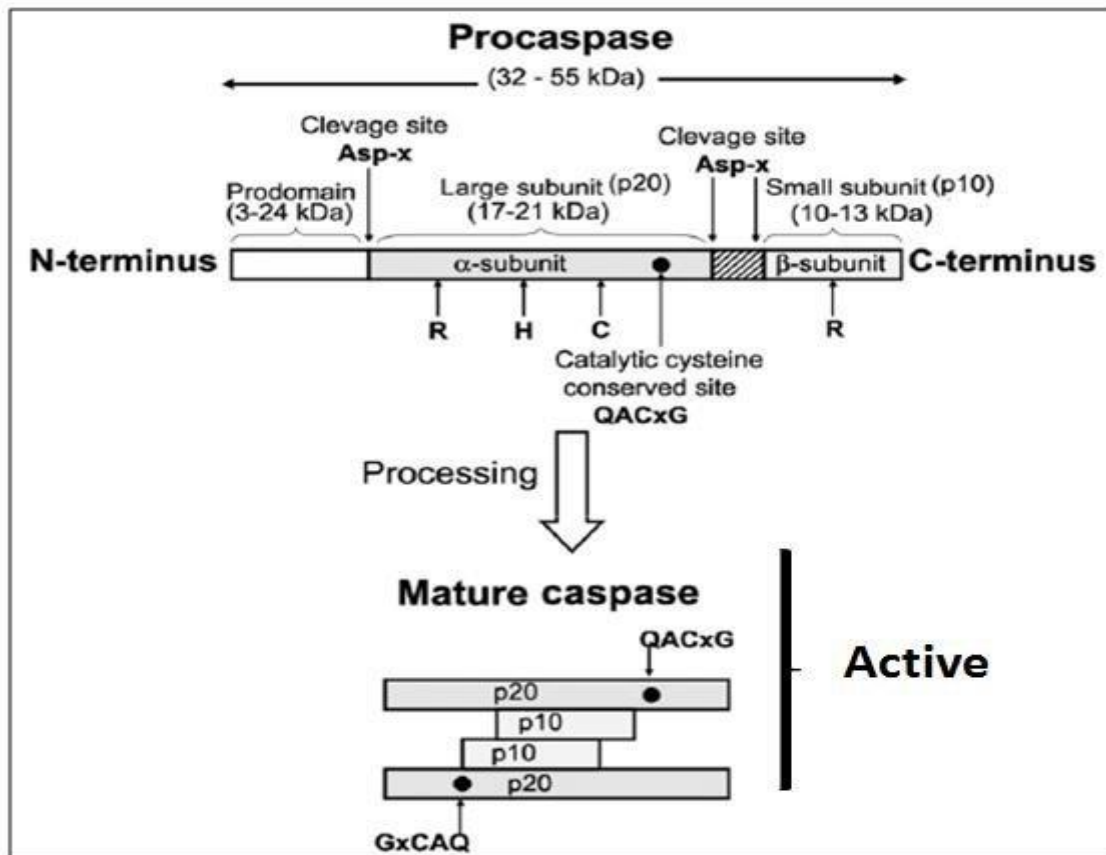 Procaspase
(32 - 55 kDa)
Clevage site
Asp-x
Clevage site
Asp-x
Prodomain
(3-24 kDa)
Large subunit (p20)
(17-21 kDa)
Small subunit (p10)
(10-13 kDa)
N-terminus
α-subunit
β-subunit
C-terminus
R
H
C
R
Catalytic cysteine
conserved site
QACxG
Processing
Mature caspase
QACxG
Active
p20
p10
p10
p20
GxCAQ